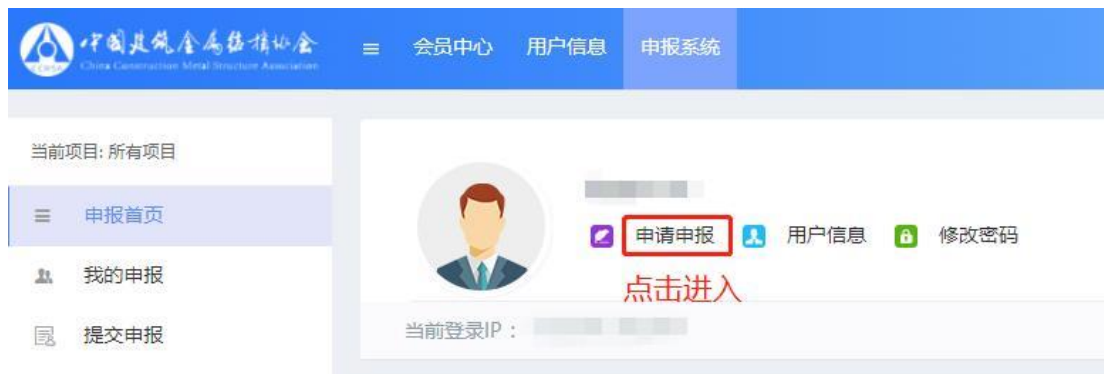 中国建筑金属结构协会
China Construction Metal Structure Association
会员中心 用户信息 申报系统
当前项目: 所有项目
申报首页
我的申报
提交申报
申请申报 用户信息 修改密码
点击进入
当前登录IP：